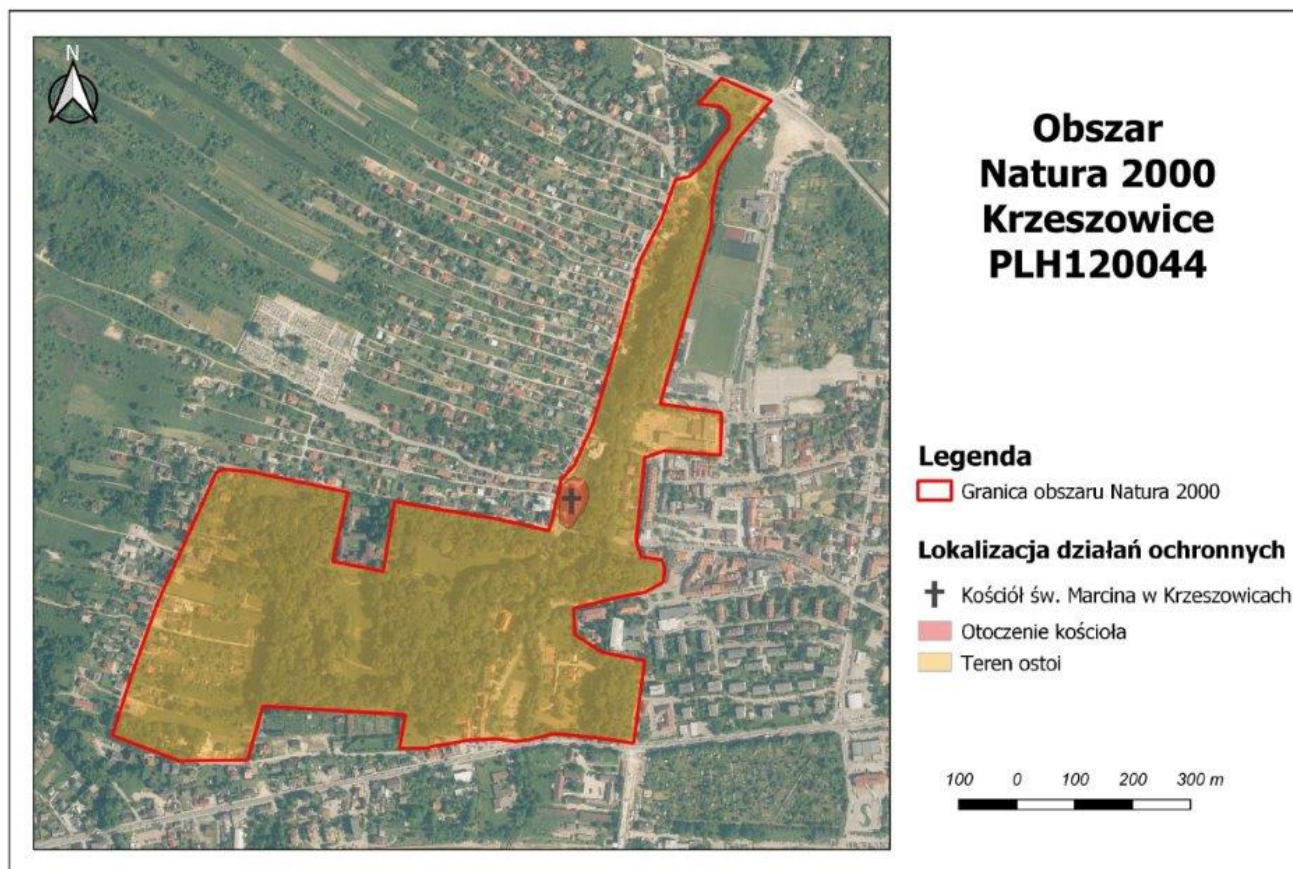 N
Obszar
Natura 2000
Krzeszowice
PLH120044
Legenda
Granica obszaru Natura 2000
Lokalizacja działań ochronnych
Kościół św. Marcina w Krzeszowicach
Otoczenie kościoła
Teren ostoi
100 0 100 200 300 m